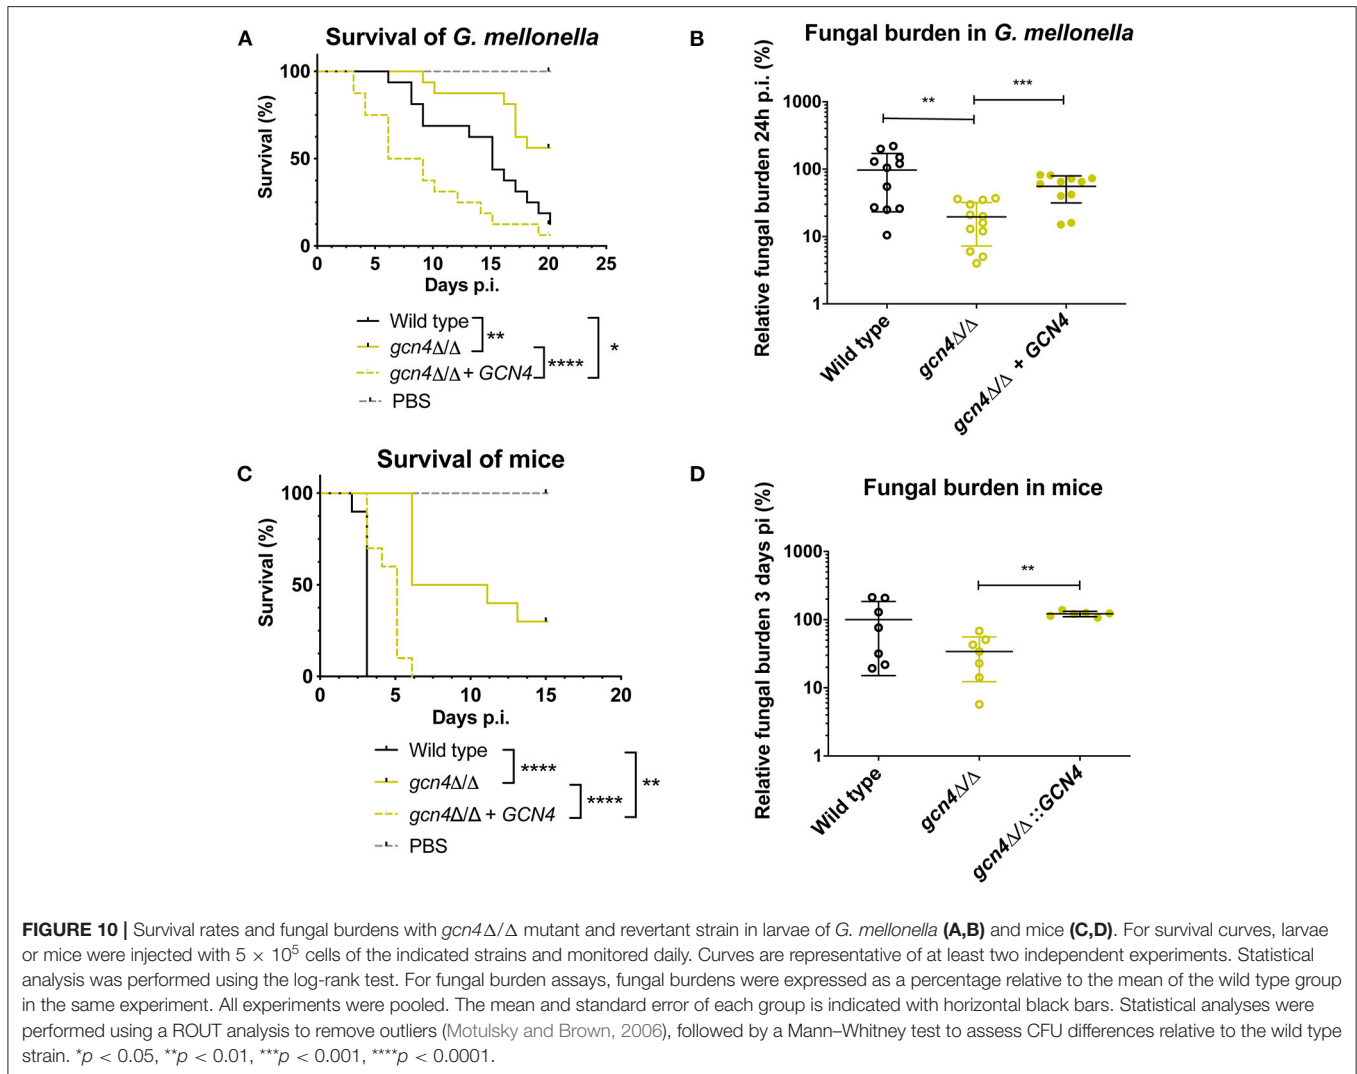 A
Survival of G. mellonella
Survival (%)
100
50
0
0 5 10 15 20 25
Days p.i.
Wild type
gcn4Δ/Δ
gcn4Δ/Δ + GCN4
PBS
**
****
*
B
Fungal burden in G. mellonella
Relative fungal burden 24h p.i. (%)
1000
100
10
1
**
***
Wild type
gcn4Δ/Δ
gcn4Δ/Δ + GCN4
C
Survival of mice
Survival (%)
100
50
0
0 5 10 15 20
Days p.i.
Wild type
gcn4Δ/Δ
gcn4Δ/Δ + GCN4
PBS
****
****
**
D
Fungal burden in mice
Relative fungal burden 3 days pi (%)
1000
100
10
1
**
Wild type
gcn4Δ/Δ
gcn4Δ/Δ::GCN4
FIGURE 10 | Survival rates and fungal burdens with gcn4Δ/Δ mutant and revertant strain in larvae of G. mellonella (A,B) and mice (C,D). For survival curves, larvae
or mice were injected with 5 × 10⁵ cells of the indicated strains and monitored daily. Curves are representative of at least two independent experiments. Statistical
analysis was performed using the log-rank test. For fungal burden assays, fungal burdens were expressed as a percentage relative to the mean of the wild type group
in the same experiment. All experiments were pooled. The mean and standard error of each group is indicated with horizontal black bars. Statistical analyses were
performed using a ROUT analysis to remove outliers (Motulsky and Brown, 2006), followed by a Mann–Whitney test to assess CFU differences relative to the wild type
strain. *p < 0.05, **p < 0.01, ***p < 0.001, ****p < 0.0001.